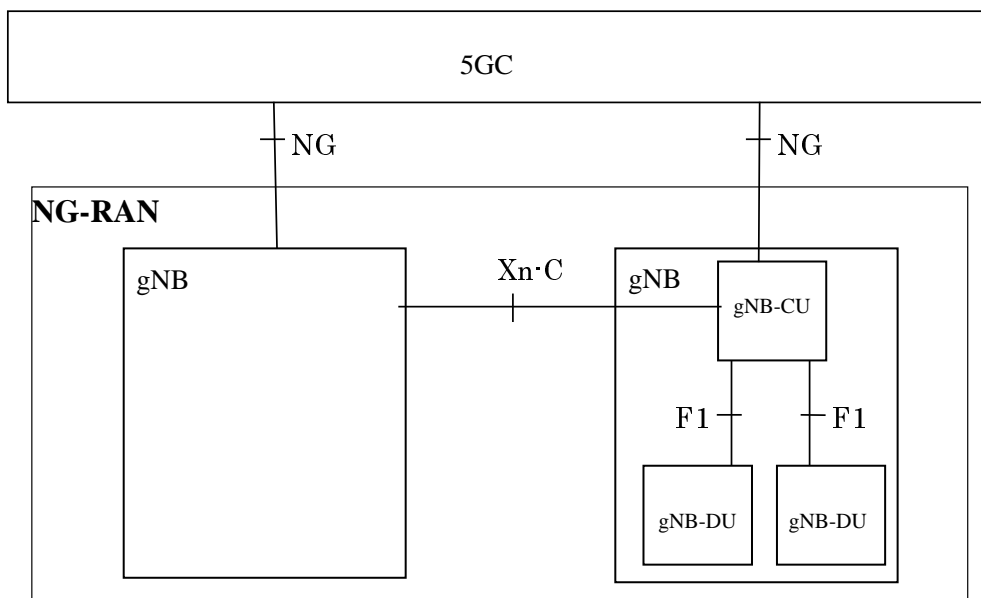 5GC
NG
NG
NG-RAN
gNB
Xn-C
gNB
gNB-CU
F1
F1
gNB-DU
gNB-DU